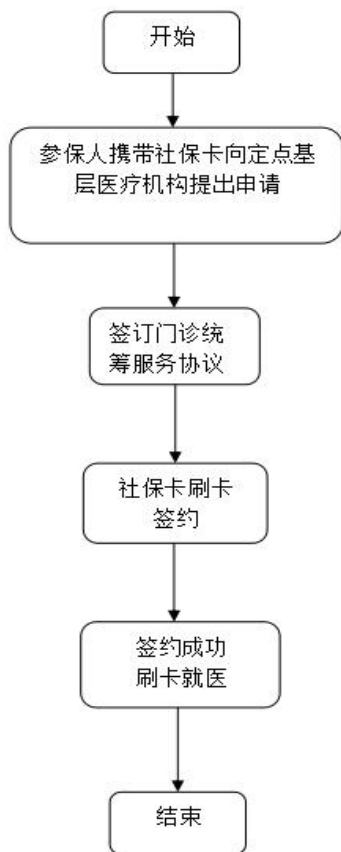 开始
参保人携带社保卡向定点基
层医疗机构提出申请
签订门诊统
筹服务协议
社保卡刷卡
签约
签约成功
刷卡就医
结束